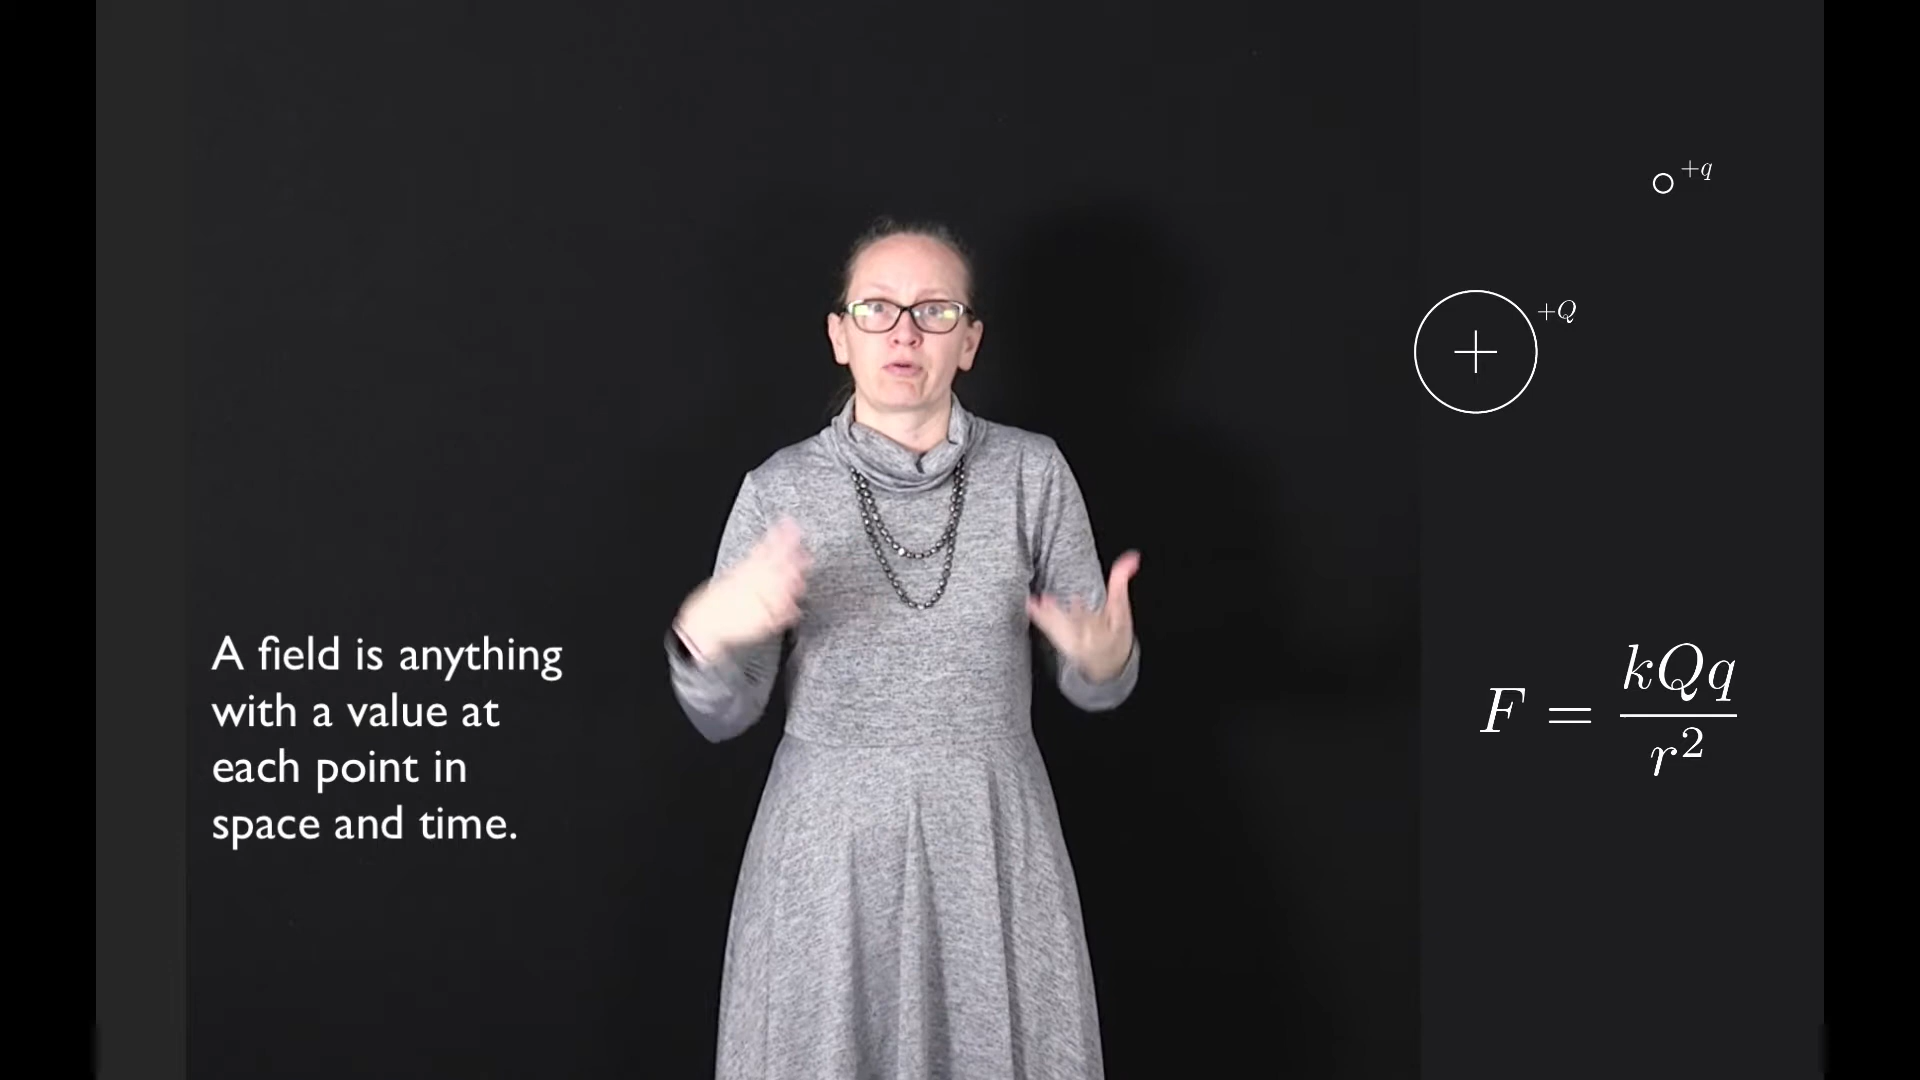 A field is anything
with a value at
each point in
space and time.
+q
+Q
+
F = kQq / r²